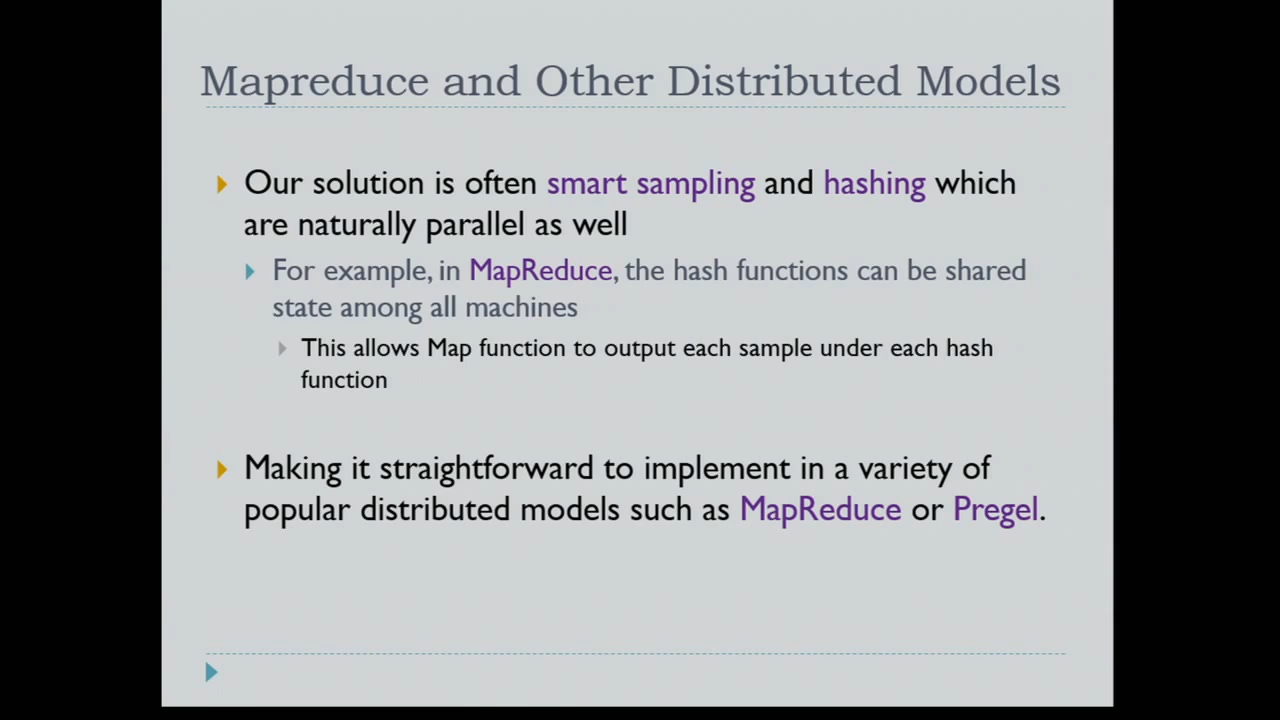 Mapreduce and Other Distributed Models
Our solution is often smart sampling and hashing which
are naturally parallel as well
For example, in MapReduce, the hash functions can be shared
state among all machines
This allows Map function to output each sample under each hash
function
Making it straightforward to implement in a variety of
popular distributed models such as MapReduce or Pregel.